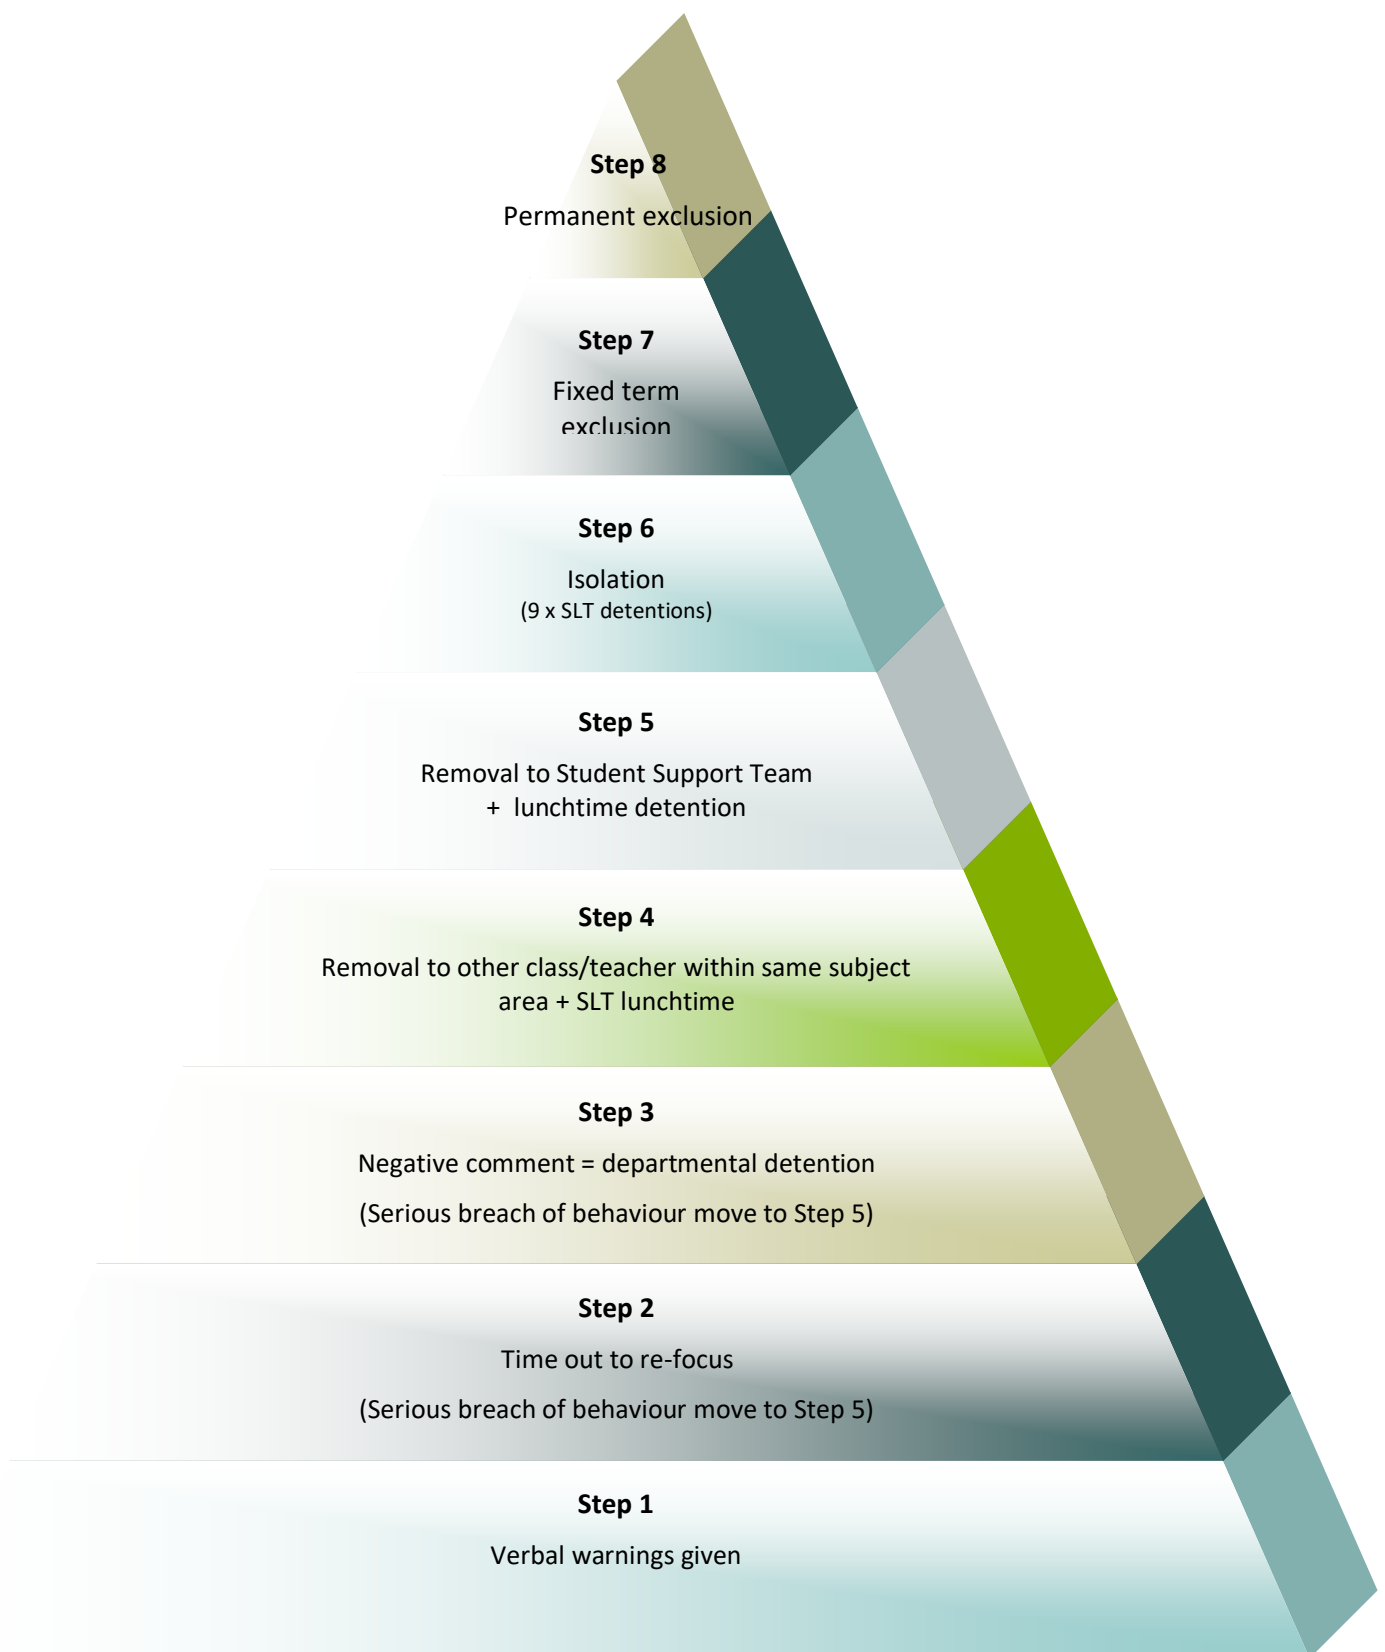 Step 8
Permanent exclusion
Step 7
Fixed term
exclusion
Step 6
Isolation
(9 x SLT detentions)
Step 5
Removal to Student Support Team
+ lunchtime detention
Step 4
Removal to other class/teacher within same subject
area + SLT lunchtime
Step 3
Negative comment = departmental detention
(Serious breach of behaviour move to Step 5)
Step 2
Time out to re-focus
(Serious breach of behaviour move to Step 5)
Step 1
Verbal warnings given